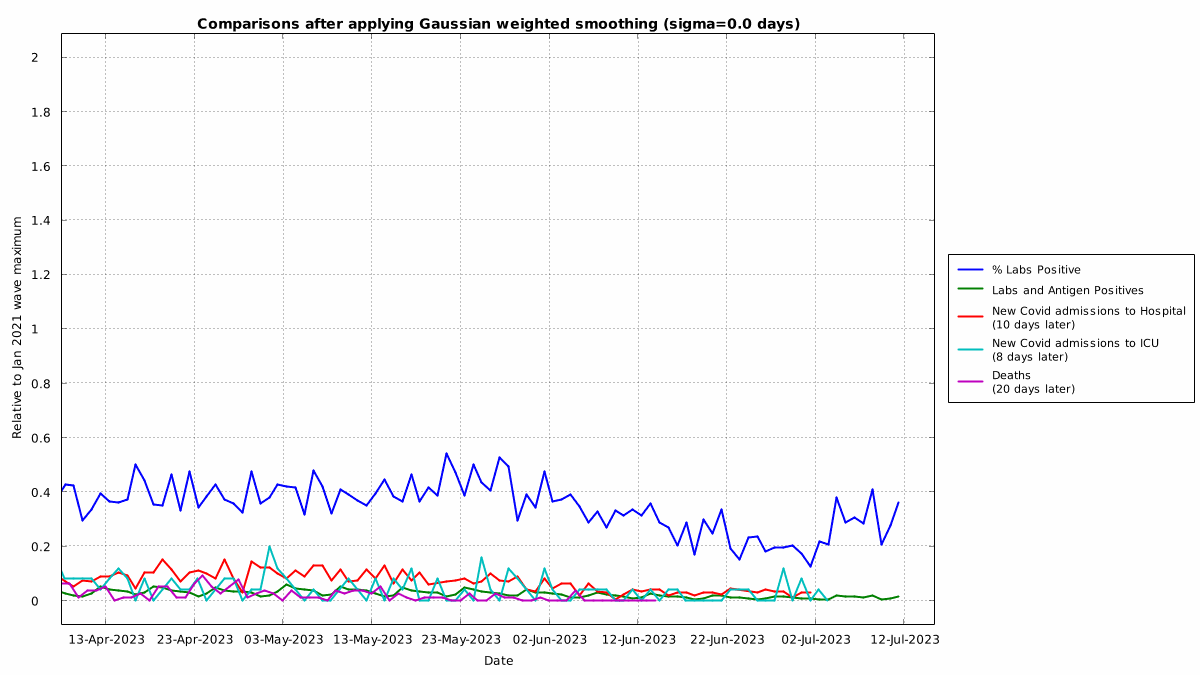 Comparisons after applying Gaussian weighted smoothing (sigma=0.0 days)
Relative to Jan 2021 wave maximum
2
1.8
1.6
1.4
1.2
1
0.8
0.6
0.4
0.2
0
13-Apr-2023 23-Apr-2023 03-May-2023 13-May-2023 23-May-2023 02-Jun-2023 12-Jun-2023 22-Jun-2023 02-Jul-2023 12-Jul-2023
Date
% Labs Positive
Labs and Antigen Positives
New Covid admissions to Hospital
(10 days later)
New Covid admissions to ICU
(8 days later)
Deaths
(20 days later)